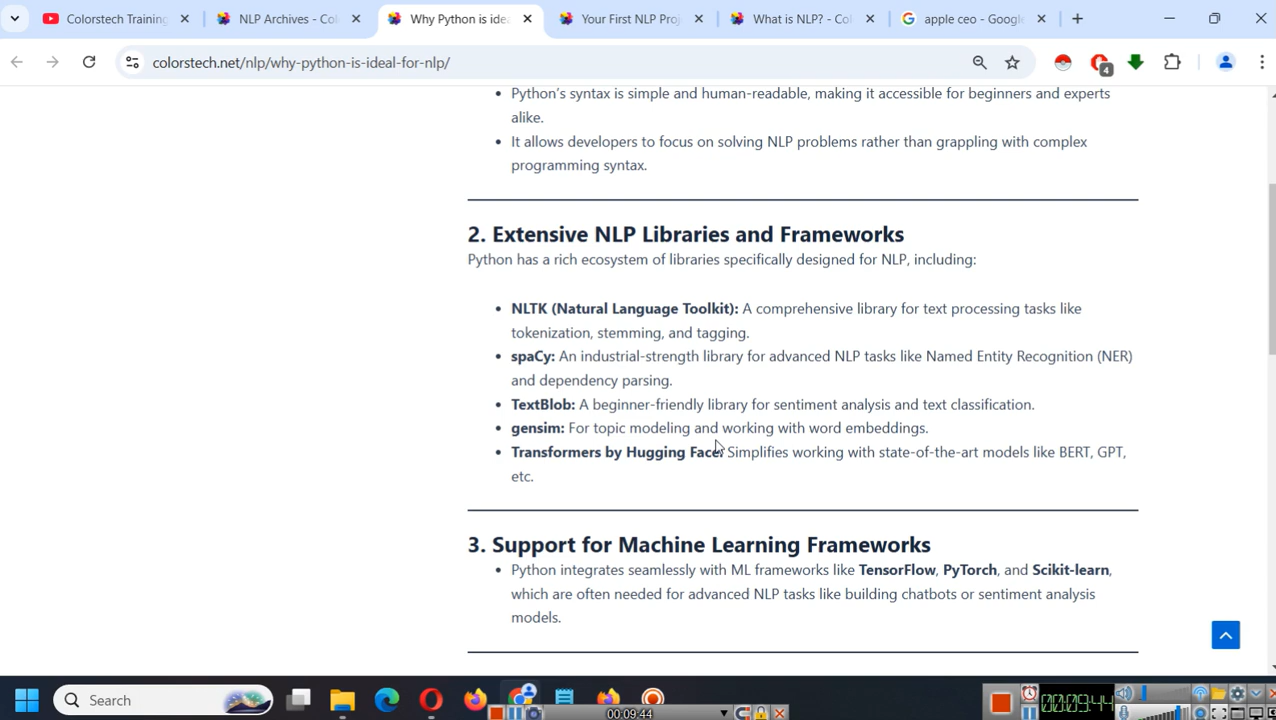 Colorstech Training
NLP Archives - Co
Why Python is ide
Your First NLP Proj
What is NLP? - Co
apple ceo - Google
colorstech.net/nlp/why-python-is-ideal-for-nlp/
4
• Python's syntax is simple and human-readable, making it accessible for beginners and experts
alike.
• It allows developers to focus on solving NLP problems rather than grappling with complex
programming syntax.
2. Extensive NLP Libraries and Frameworks
Python has a rich ecosystem of libraries specifically designed for NLP, including:
• NLTK (Natural Language Toolkit): A comprehensive library for text processing tasks like
tokenization, stemming, and tagging.
• spaCy: An industrial-strength library for advanced NLP tasks like Named Entity Recognition (NER)
and dependency parsing.
• TextBlob: A beginner-friendly library for sentiment analysis and text classification.
• gensim: For topic modeling and working with word embeddings.
• Transformers by Hugging Face: Simplifies working with state-of-the-art models like BERT, GPT,
etc.
3. Support for Machine Learning Frameworks
• Python integrates seamlessly with ML frameworks like TensorFlow, PyTorch, and Scikit-learn,
which are often needed for advanced NLP tasks like building chatbots or sentiment analysis
models.
Search
00:09:44